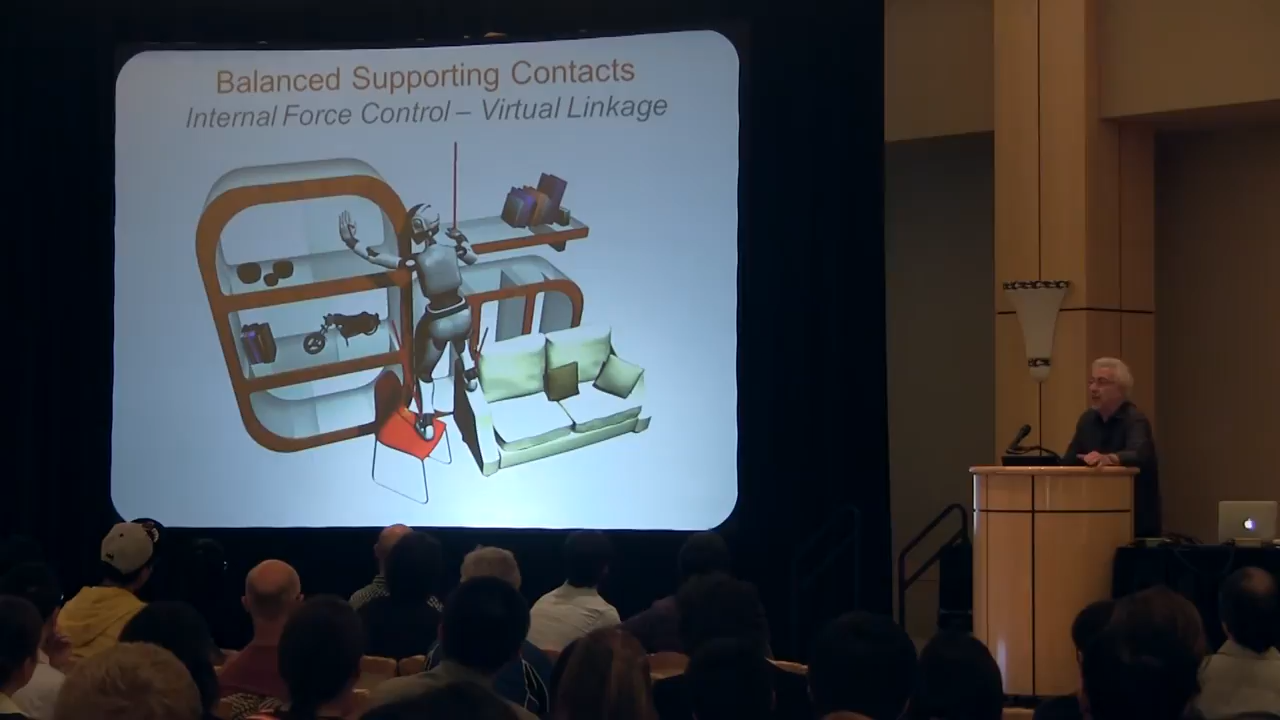 Balanced Supporting Contacts
Internal Force Control – Virtual Linkage